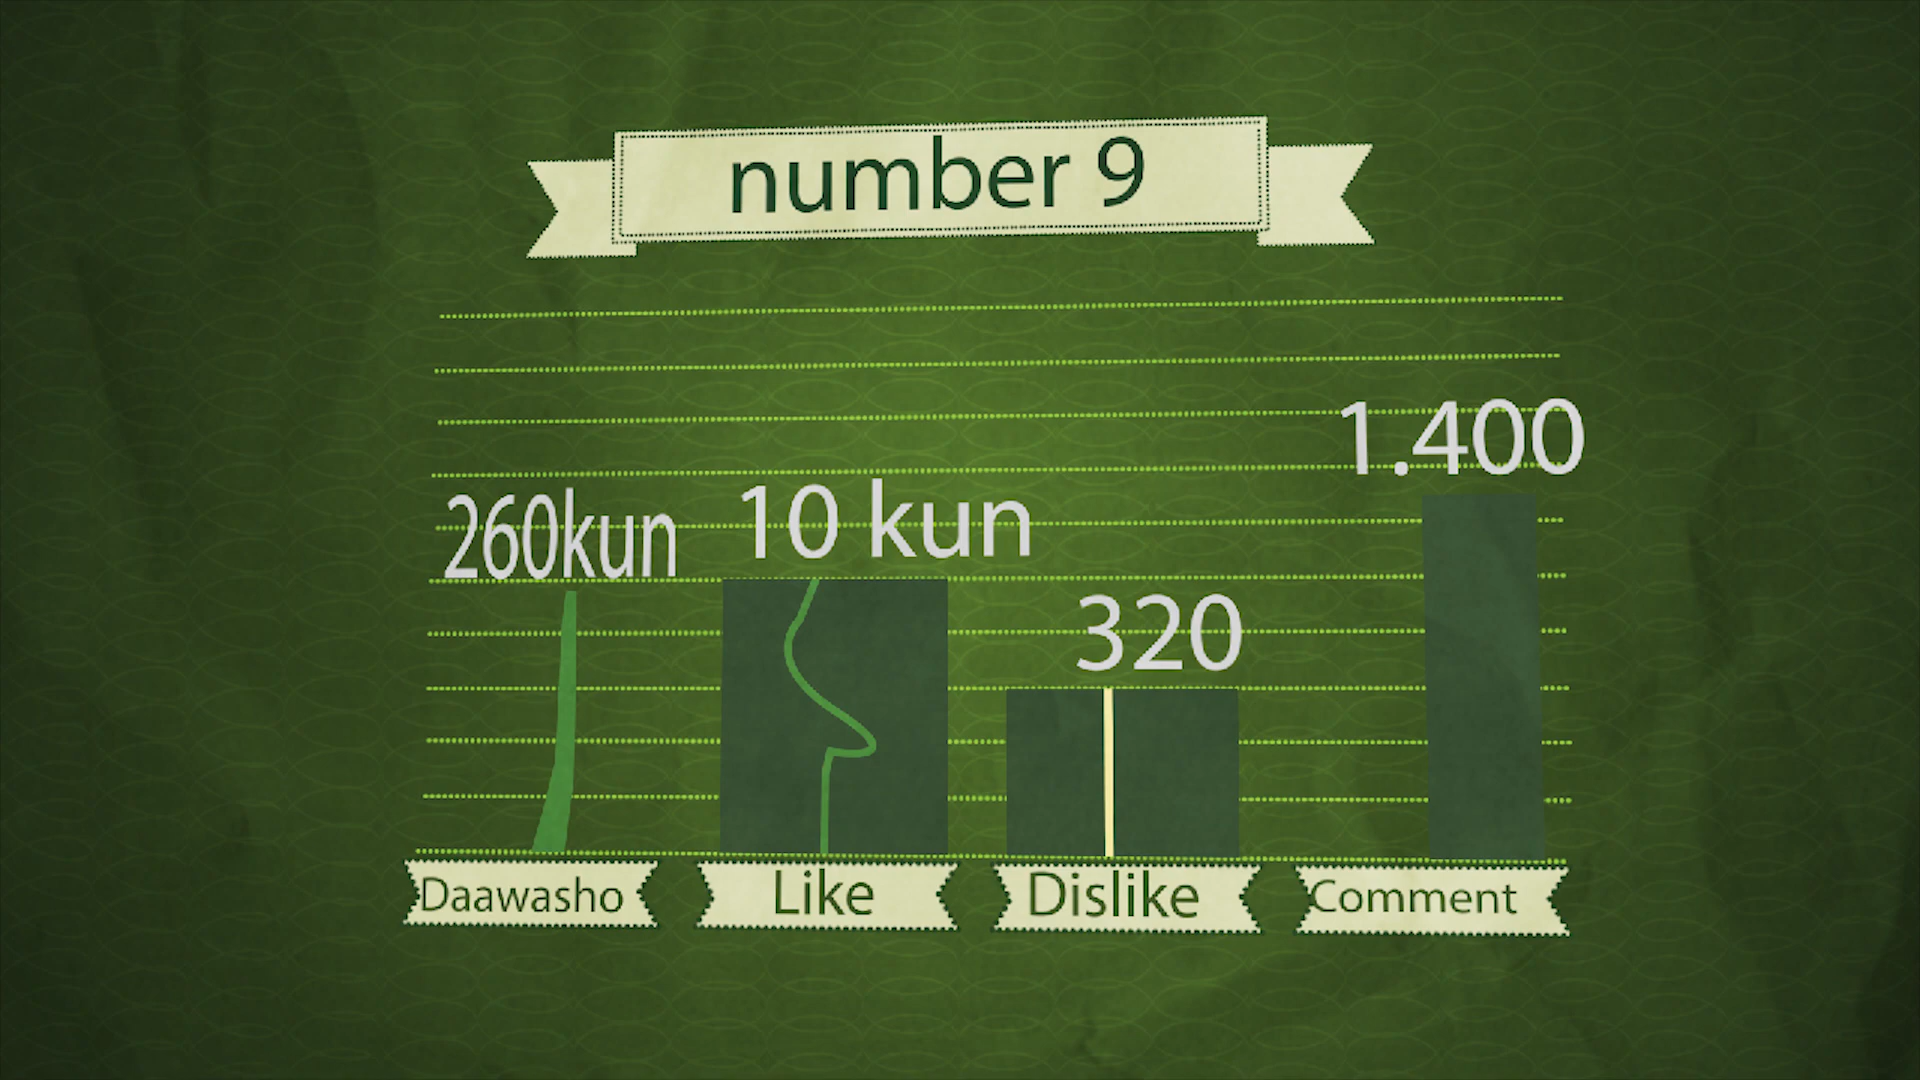 number 9
260kun
10 kun
320
1.400
Daawasho
Like
Dislike
Comment